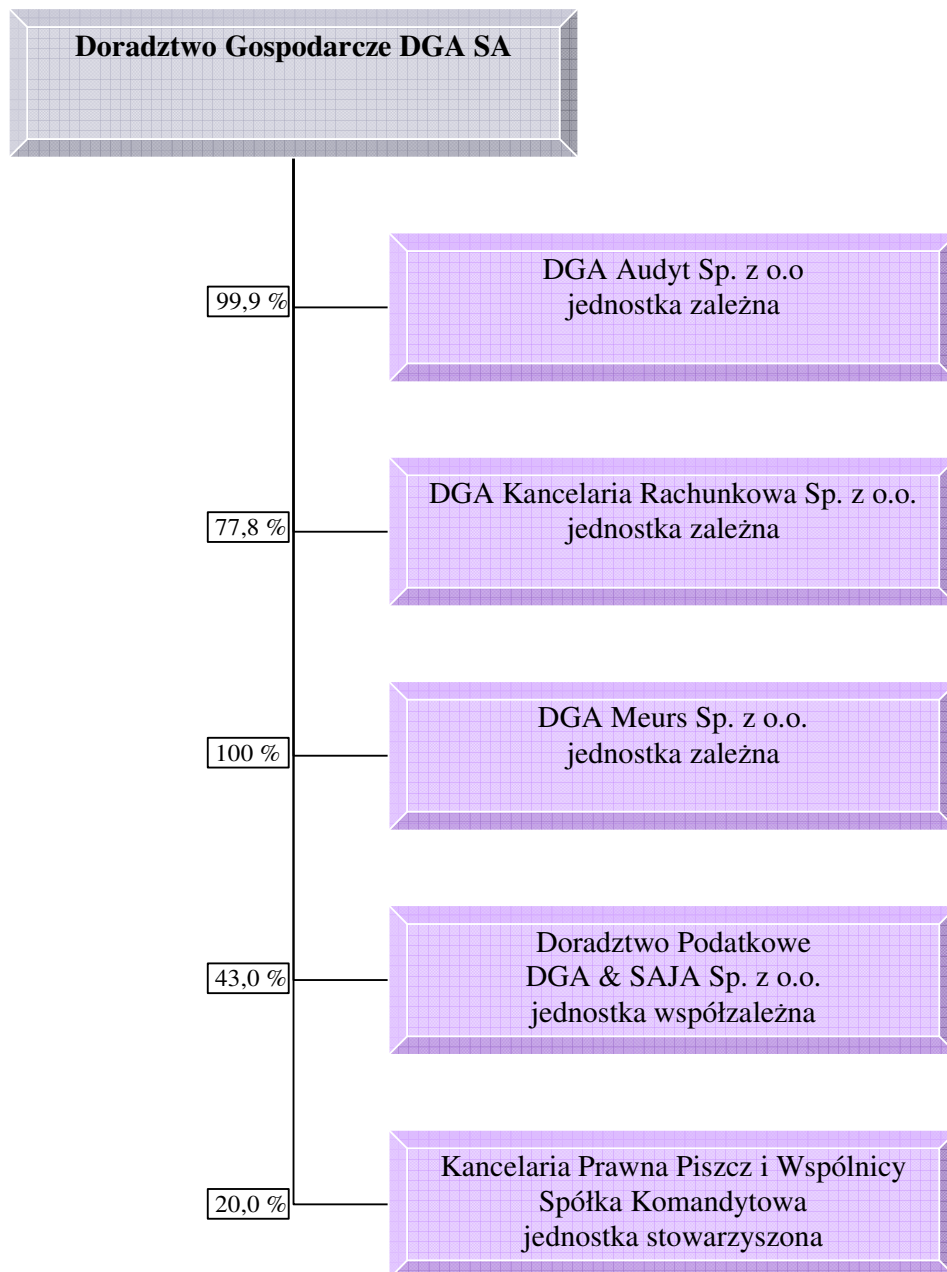 Doradztwo Gospodarcze DGA SA
99,9 %
DGA Audyt Sp. z o.o
jednostka zależna
77,8 %
DGA Kancelaria Rachunkowa Sp. z o.o.
jednostka zależna
100 %
DGA Meurs Sp. z o.o.
jednostka zależna
43,0 %
Doradztwo Podatkowe
DGA & SAJA Sp. z o.o.
jednostka współzależna
20,0 %
Kancelaria Prawna Piszcz i Wspólnicy
Spółka Komandytowa
jednostka stowarzyszona